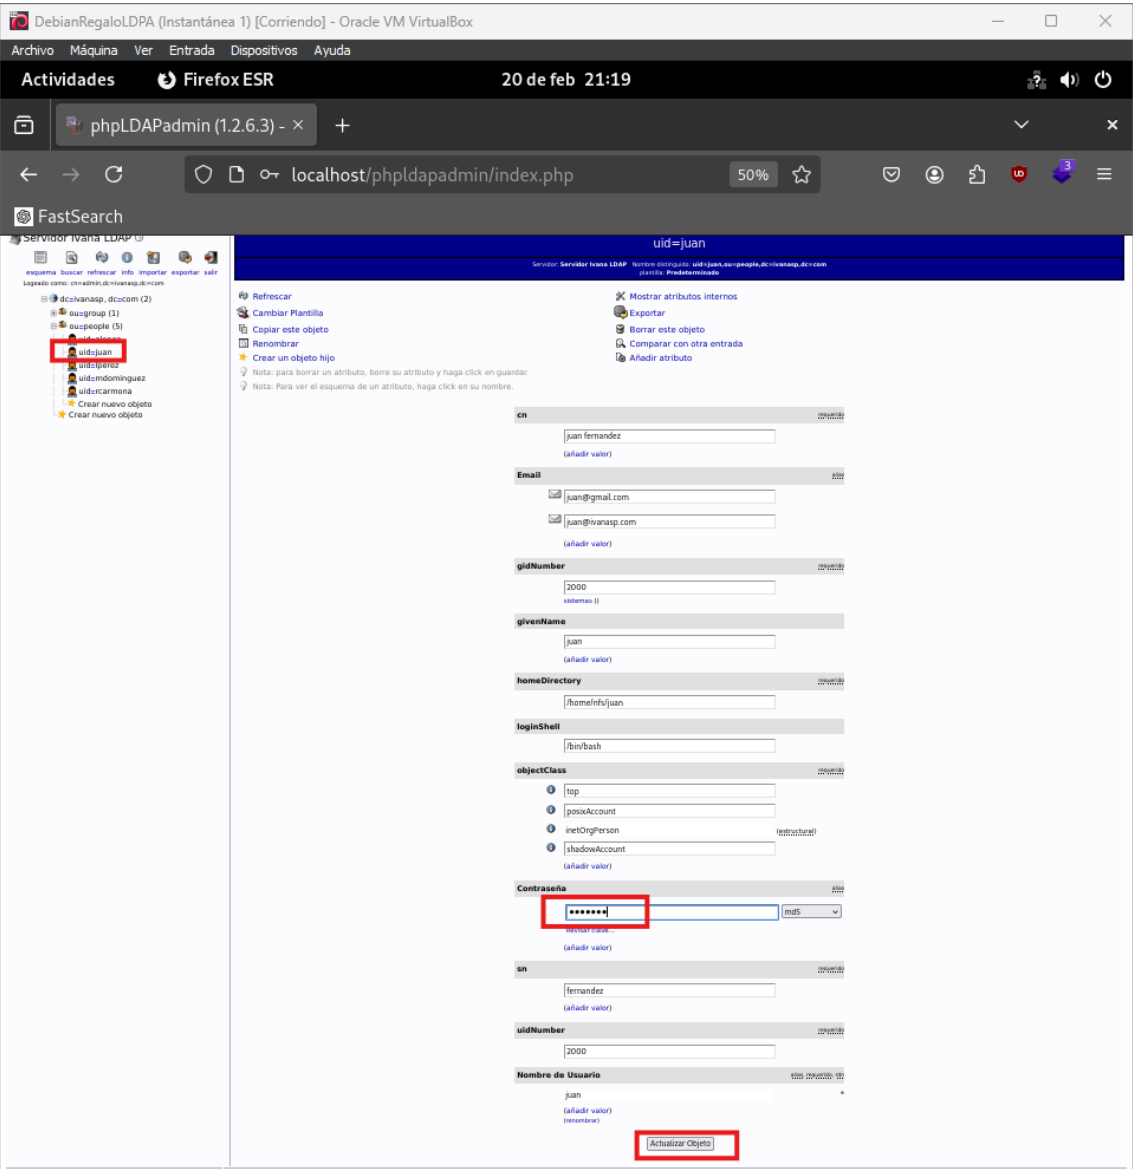 DebianRegaloLDPA (Instantánea 1) [Corriendo] - Oracle VM VirtualBox
Archivo Máquina Ver Entrada Dispositivos Ayuda
Actividades Firefox ESR 20 de feb 21:19
phpLDAPadmin (1.2.6.3) -
localhost/phpldapadmin/index.php 50% 3
FastSearch
Servidor Ivana LDAP
esquema buscar refrescar info importar exportar salir
Logeado como: cn=admin,dc=ivanasp,dc=com
dc=ivanasp, dc=com (2)
ou=group (1)
ou=people (5)
uid=juan
uid=lperez
uid=mdominguez
uid=rcarmona
Crear nuevo objeto
Crear nuevo objeto
uid=juan
Servidor: Servidor Ivana LDAP Nombre distinguido: uid=juan,ou=people,dc=ivanasp,dc=com
plantilla: Predeterminado
Refrescar
Cambiar Plantilla
Copiar este objeto
Renombrar
Crear un objeto hijo
Nota: para borrar un atributo, borre su atributo y haga click en guardar.
Nota: Para ver el esquema de un atributo, haga click en su nombre.
Mostrar atributos internos
Exportar
Borrar este objeto
Comparar con otra entrada
Añadir atributo
cn requerido
juan fernandez
(añadir valor)
Email alias
juan@gmail.com
juan@ivanasp.com
(añadir valor)
gidNumber requerido
2000
sistemas ()
givenName
juan
(añadir valor)
homeDirectory requerido
/home/nfs/juan
loginShell
/bin/bash
objectClass requerido
top
posixAccount
inetOrgPerson (estructural)
shadowAccount
(añadir valor)
Contraseña alias
••••••• md5
(añadir valor)
sn requerido
fernandez
(añadir valor)
uidNumber requerido
2000
Nombre de Usuario alias, requerido, rdn
juan *
(añadir valor)
(renombrar)
Actualizar Objeto